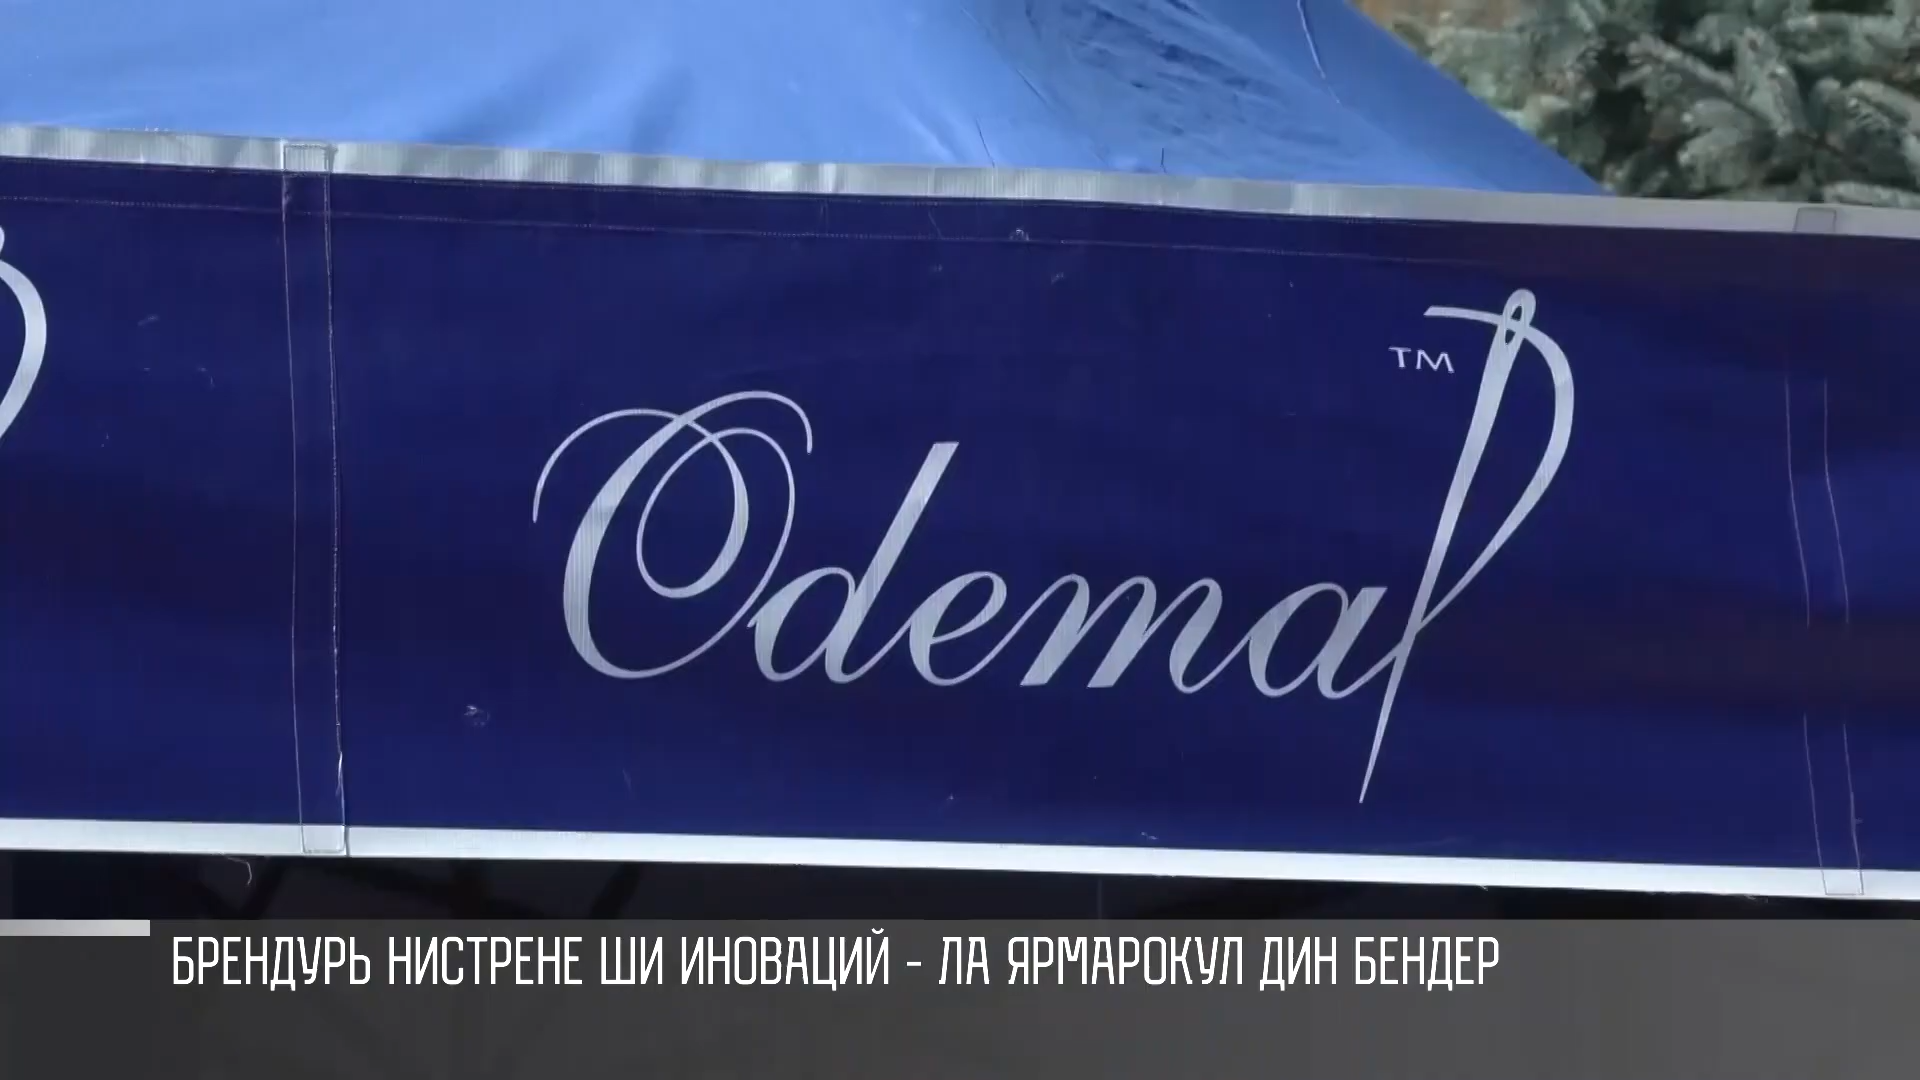 Odema
TM
БРЕНДУРЬ НИСТРЕНЕ ШИ ИНОВАЦИЙ - ЛА ЯРМАРОКУЛ ДИН БЕНДЕР